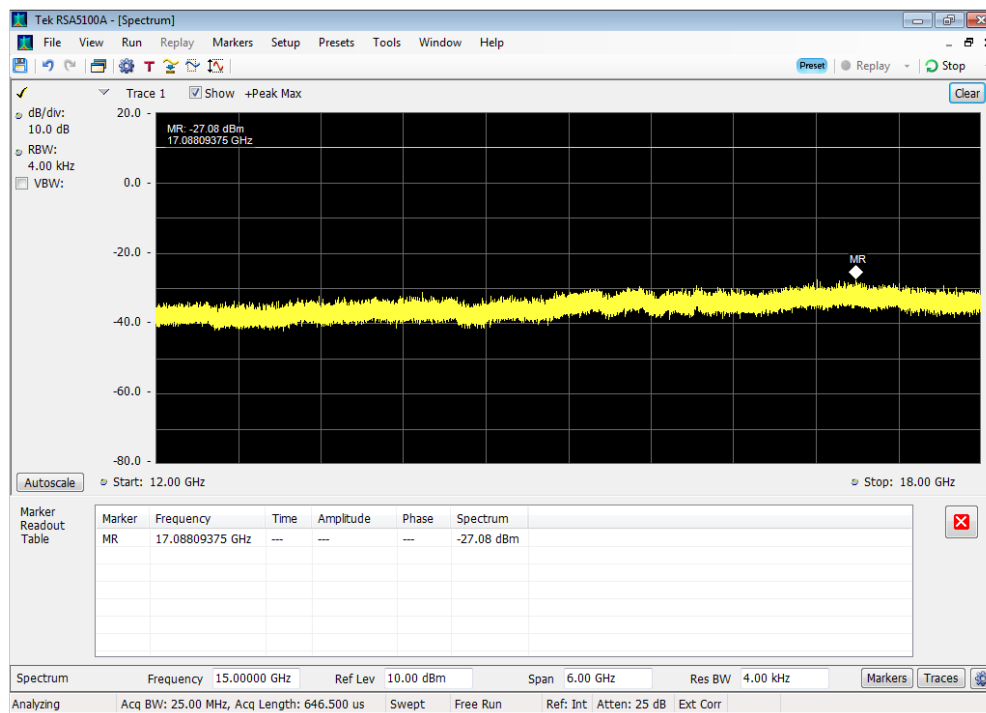 Tek RSA5100A - [Spectrum]
File View Run Replay Markers Setup Presets Tools Window Help
T Preset Replay Stop
Trace 1 Show +Peak Max Clear
dB/div:
10.0 dB
RBW:
4.00 kHz
VBW:
20.0 -
0.0 -
-20.0 -
-40.0 -
-60.0 -
-80.0 -
MR: -27.08 dBm
17.08809375 GHz
MR
Autoscale Start: 12.00 GHz Stop: 18.00 GHz
Marker
Readout
Table
Marker Frequency Time Amplitude Phase Spectrum
MR 17.08809375 GHz --- --- --- -27.08 dBm
Spectrum Frequency 15.00000 GHz Ref Lev 10.00 dBm Span 6.00 GHz Res BW 4.00 kHz Markers Traces
Analyzing Acq BW: 25.00 MHz, Acq Length: 646.500 us Swept Free Run Ref: Int Atten: 25 dB Ext Corr